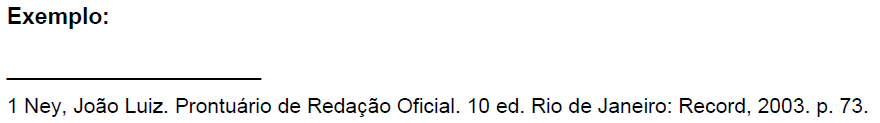 Exemplo:
1 Ney, João Luiz. Prontuário de Redação Oficial. 10 ed. Rio de Janeiro: Record, 2003. p. 73.